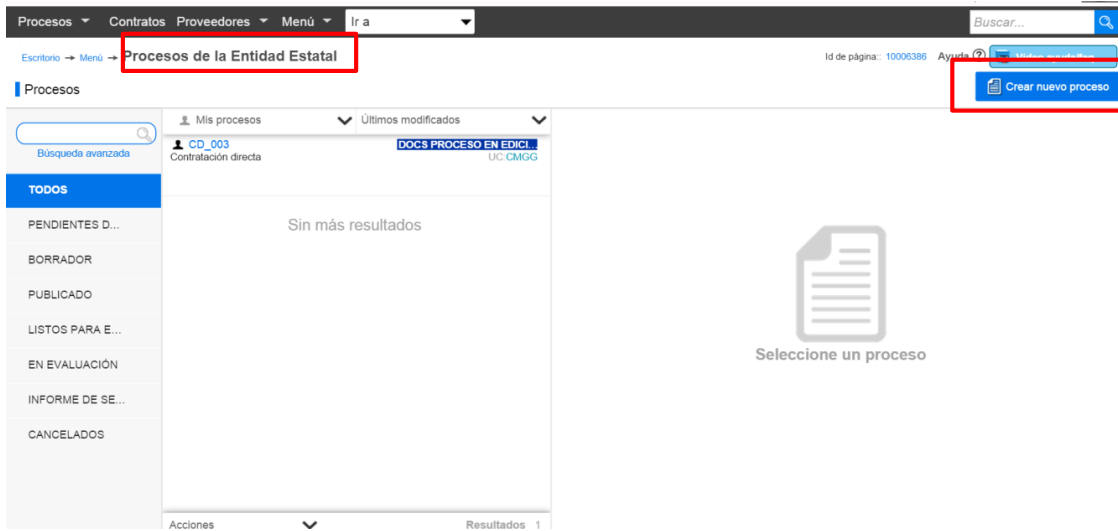 Procesos Contratos Proveedores Menú Ir a Buscar...
Escritorio → Menú → Procesos de la Entidad Estatal Id de página:: 10006386 Ayuda
Procesos Crear nuevo proceso
Mis procesos Últimos modificados
Búsqueda avanzada
CD_003 DOCS PROCESO EN EDICI...
Contratación directa UC:CMGG
TODOS
PENDIENTES D...
Sin más resultados
BORRADOR
PUBLICADO
LISTOS PARA E...
Seleccione un proceso
EN EVALUACIÓN
INFORME DE SE...
CANCELADOS
Acciones Resultados 1